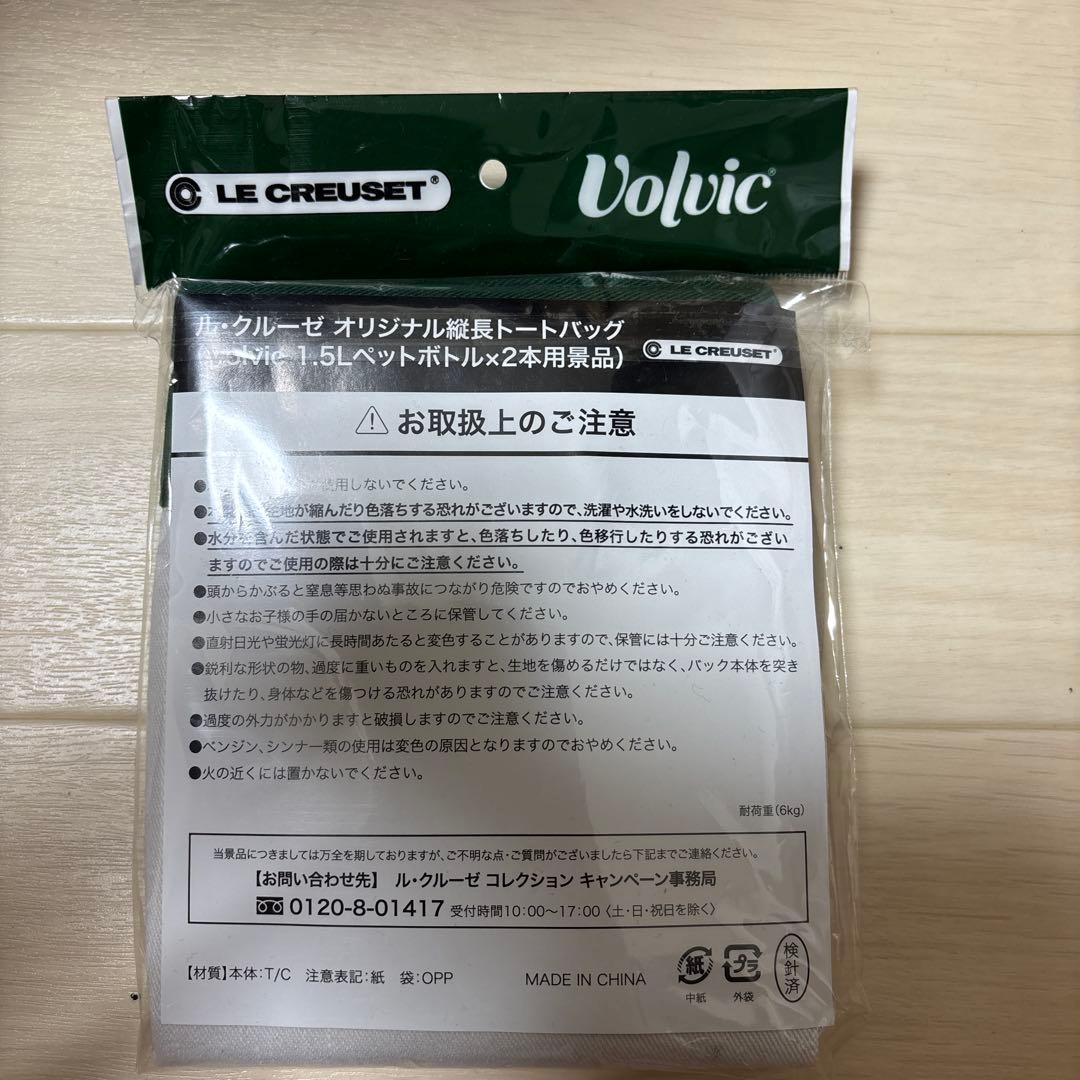 LE CREUSET®
Volvic®
ル・クルーゼ オリジナル縦長トートバッグ
(Volvic 1.5Lペットボトル×2本用景品)
LE CREUSET®
お取扱上のご注意
使用しないでください。
生地が縮んだり色落ちする恐れがございますので、洗濯や水洗いをしないでください。
●水分を含んだ状態でご使用されますと、色落ちしたり、色移行したりする恐れがござい
ますのでご使用の際は十分にご注意ください。
●頭からかぶると窒息等思わぬ事故につながり危険ですのでおやめください。
●小さなお子様の手の届かないところに保管してください。
●直射日光や蛍光灯に長時間あたると変色することがありますので、保管には十分ご注意ください。
●鋭利な形状の物、過度に重いものを入れますと、生地を傷めるだけではなく、バック本体を突き
抜けたり、身体などを傷つける恐れがありますのでご注意ください。
●過度の外力がかかりますと破損しますのでご注意ください。
●ベンジン、シンナー類の使用は変色の原因となりますのでおやめください。
●火の近くには置かないでください。
耐荷重(6kg)
当景品につきましては万全を期しておりますが、ご不明な点・ご質問がございましたら下記までご連絡ください。
【お問い合わせ先】 ル・クルーゼ コレクション キャンペーン事務局
0120-8-01417 受付時間10:00〜17:00〈土・日・祝日を除く〉
【材質】本体:T/C 注意表記:紙 袋:OPP
MADE IN CHINA
紙
中紙
プラ
外袋
検針済